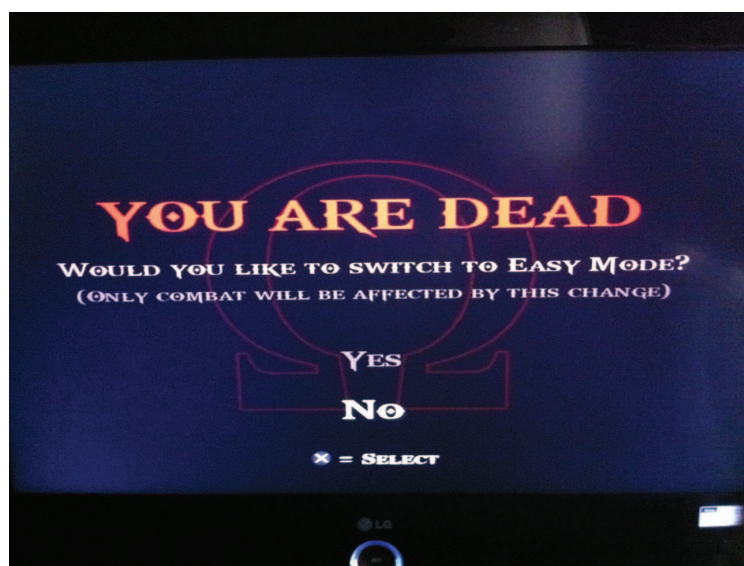 YOU ARE DEAD
WOULD YOU LIKE TO SWITCH TO EASY MODE?
(ONLY COMBAT WILL BE AFFECTED BY THIS CHANGE)
YES
NO
= SELECT
LG